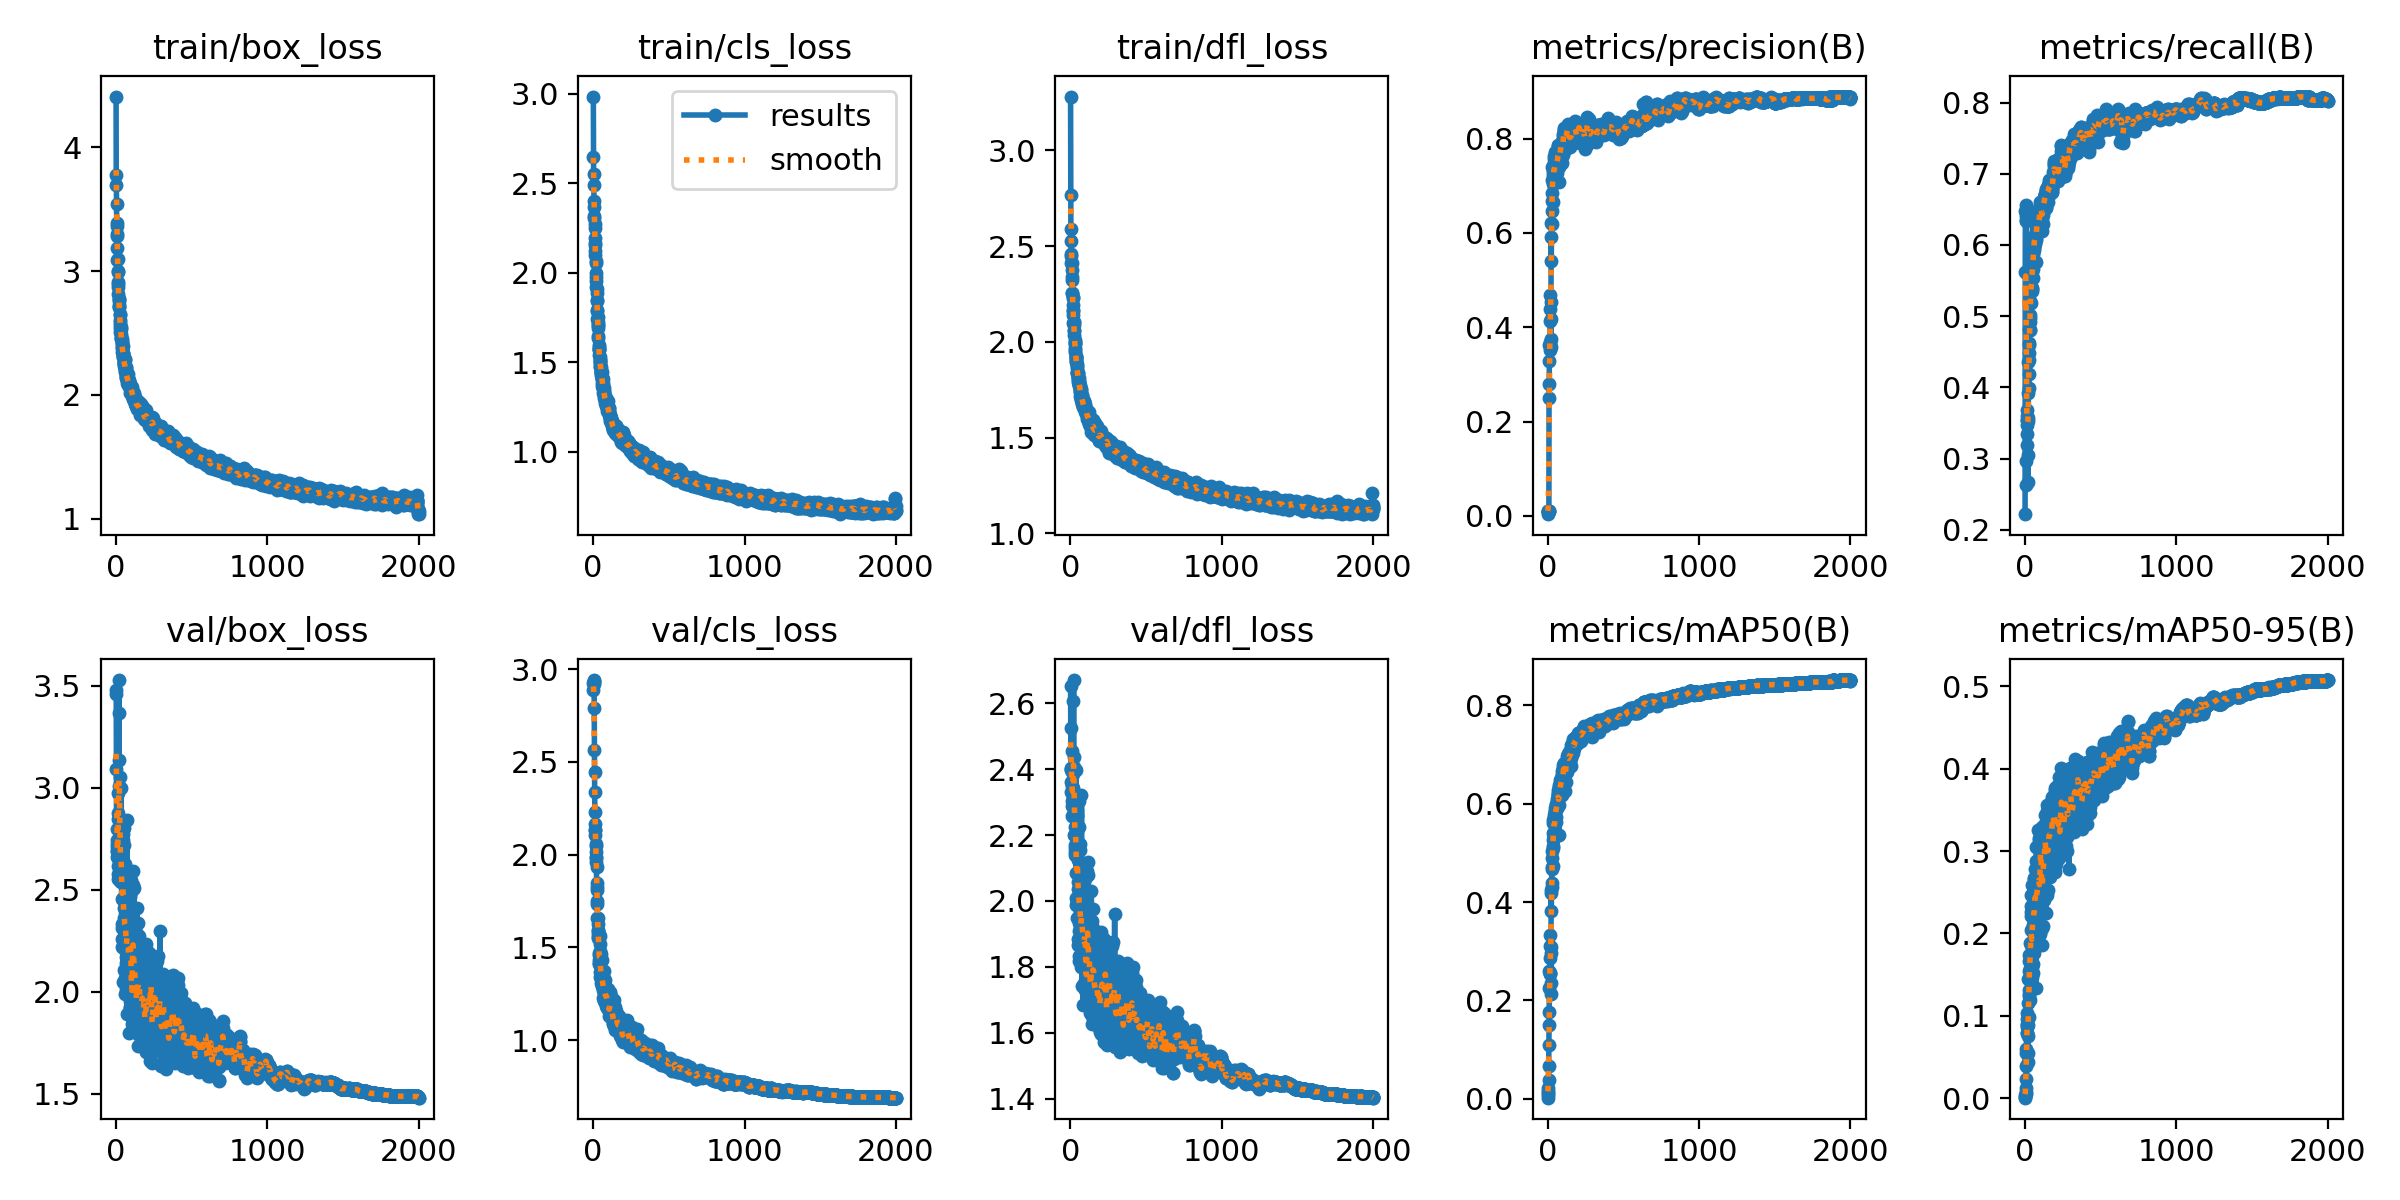 train/box_loss
4
3
2
1
0 1000 2000
train/cls_loss
results
smooth
3.0
2.5
2.0
1.5
1.0
0 1000 2000
train/dfl_loss
3.0
2.5
2.0
1.5
1.0
0 1000 2000
metrics/precision(B)
0.8
0.6
0.4
0.2
0.0
0 1000 2000
metrics/recall(B)
0.8
0.7
0.6
0.5
0.4
0.3
0.2
0 1000 2000
val/box_loss
3.5
3.0
2.5
2.0
1.5
0 1000 2000
val/cls_loss
3.0
2.5
2.0
1.5
1.0
0 1000 2000
val/dfl_loss
2.6
2.4
2.2
2.0
1.8
1.6
1.4
0 1000 2000
metrics/mAP50(B)
0.8
0.6
0.4
0.2
0.0
0 1000 2000
metrics/mAP50-95(B)
0.5
0.4
0.3
0.2
0.1
0.0
0 1000 2000